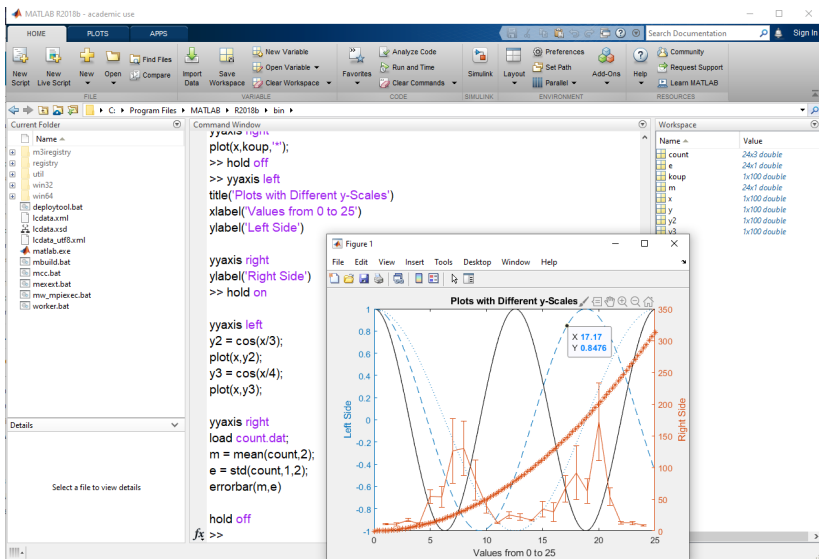 MATLAB R2018b - academic use
HOME PLOTS APPS
Search Documentation
Sign In
New Script
New Live Script
New
Open
Find Files
Compare
Import Data
Save Workspace
New Variable
Open Variable
Clear Workspace
Favorites
Analyze Code
Run and Time
Clear Commands
Simulink
Layout
Preferences
Set Path
Parallel
Add-Ons
Help
Community
Request Support
Learn MATLAB
FILE VARIABLE CODE SIMULINK ENVIRONMENT RESOURCES
C: Program Files MATLAB R2018b bin
Current Folder
Name
m3iregistry
registry
util
win32
win64
deploytool.bat
lcdata.xml
lcdata.xsd
lcdata_utf8.xml
matlab.exe
mbuild.bat
mcc.bat
mexext.bat
mw_mpiexec.bat
worker.bat
Details
Select a file to view details
Command Window
yyaxis right
plot(x,koup,'*');
>> hold off
>> yyaxis left
title('Plots with Different y-Scales')
xlabel('Values from 0 to 25')
ylabel('Left Side')
yyaxis right
ylabel('Right Side')
>> hold on
yyaxis left
y2 = cos(x/3);
plot(x,y2);
y3 = cos(x/4);
plot(x,y3);
yyaxis right
load count.dat;
m = mean(count,2);
e = std(count,1,2);
errorbar(m,e)
hold off
fx >>
Workspace
Name Value
count 24x3 double
e 24x1 double
koup 1x100 double
m 24x1 double
x 1x100 double
y 1x100 double
y2 1x100 double
y3 1x100 double
Figure 1
File Edit View Insert Tools Desktop Window Help
Plots with Different y-Scales
X 17.17
Y 0.8476
1
0.8
0.6
0.4
0.2
0
-0.2
-0.4
-0.6
-0.8
-1
Left Side
350
300
250
200
150
100
50
0
Right Side
0 5 10 15 20 25
Values from 0 to 25